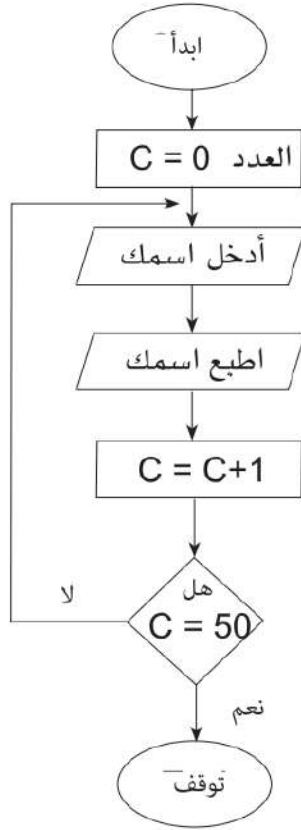 ابدأ
العدد C = 0
أدخل اسمك
اطبع اسمك
C = C+1
هل
C = 50
لا
نعم
توقف